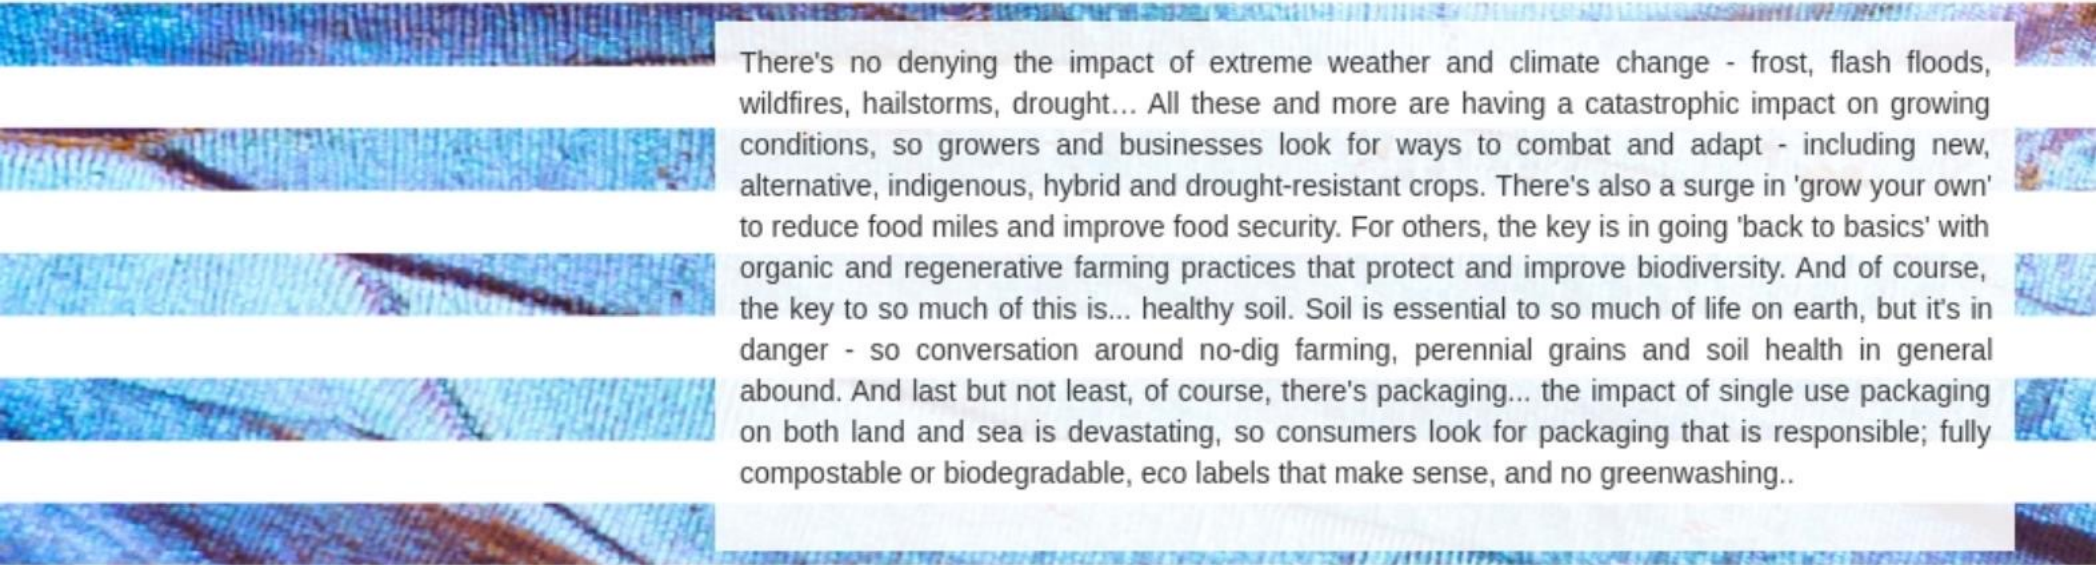 There's no denying the impact of extreme weather and climate change - frost, flash floods,
wildfires, hailstorms, drought... All these and more are having a catastrophic impact on growing
conditions, so growers and businesses look for ways to combat and adapt - including new,
alternative, indigenous, hybrid and drought-resistant crops. There's also a surge in 'grow your own'
to reduce food miles and improve food security. For others, the key is in going 'back to basics' with
organic and regenerative farming practices that protect and improve biodiversity. And of course,
the key to so much of this is... healthy soil. Soil is essential to so much of life on earth, but it's in
danger - so conversation around no-dig farming, perennial grains and soil health in general
abound. And last but not least, of course, there's packaging... the impact of single use packaging
on both land and sea is devastating, so consumers look for packaging that is responsible; fully
compostable or biodegradable, eco labels that make sense, and no greenwashing..